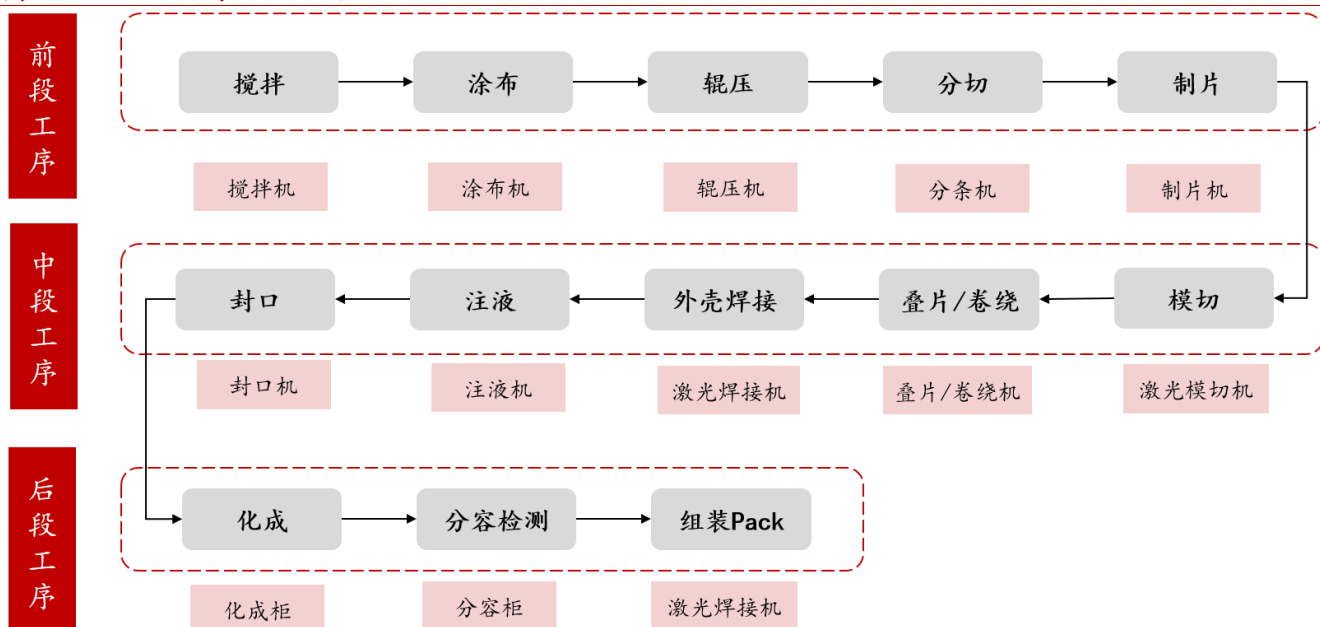 前段工序
搅拌
涂布
辊压
分切
制片
搅拌机
涂布机
辊压机
分条机
制片机
中段工序
封口
注液
外壳焊接
叠片/卷绕
模切
封口机
注液机
激光焊接机
叠片/卷绕机
激光模切机
后段工序
化成
分容检测
组装Pack
化成柜
分容柜
激光焊接机